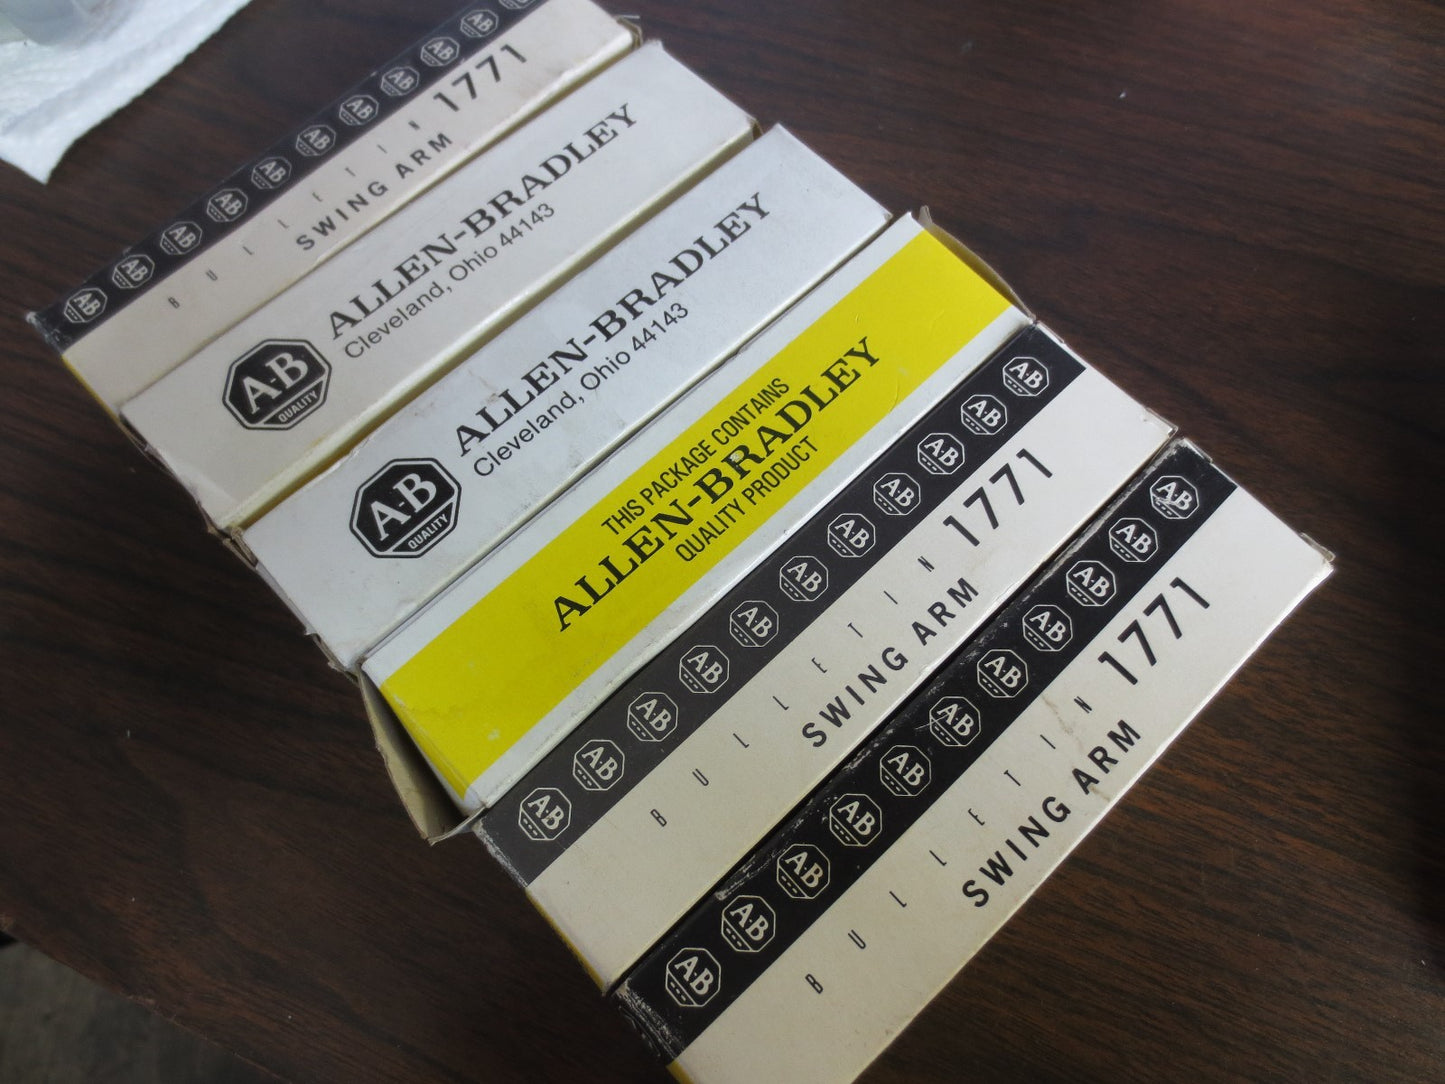 A-B A-B A-B A-B A-B A-B A-B A-B A-B A-B
BULLETIN 1771
SWING ARM
A-B
QUALITY
ALLEN-BRADLEY
Cleveland, Ohio 44143
A-B
QUALITY
ALLEN-BRADLEY
Cleveland, Ohio 44143
THIS PACKAGE CONTAINS
ALLEN-BRADLEY
QUALITY PRODUCT
A-B A-B A-B A-B A-B A-B A-B A-B A-B A-B A-B
BULLETIN 1771
SWING ARM
A-B A-B A-B A-B A-B A-B A-B A-B A-B A-B A-B
BULLETIN 1771
SWING ARM